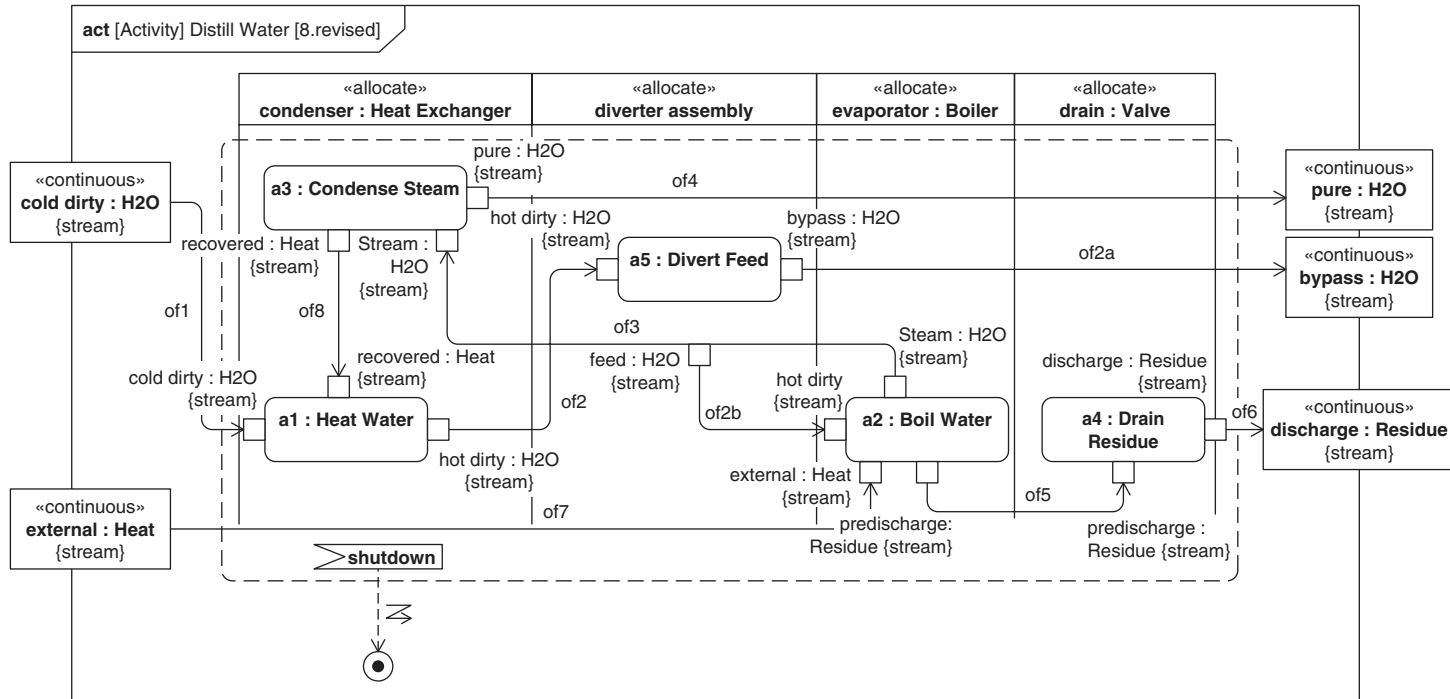 act [Activity] Distill Water [8.revised]
«allocate»
condenser : Heat Exchanger
«allocate»
diverter assembly
«allocate»
evaporator : Boiler
«allocate»
drain : Valve
«continuous»
cold dirty : H2O
{stream}
pure : H2O
{stream}
a3 : Condense Steam
of4
«continuous»
pure : H2O
{stream}
recovered : Heat
{stream}
Stream :
H2O
{stream}
hot dirty : H2O
{stream}
a5 : Divert Feed
bypass : H2O
{stream}
of2a
«continuous»
bypass : H2O
{stream}
of1
of8
of3
recovered : Heat
{stream}
feed : H2O
{stream}
Steam : H2O
{stream}
cold dirty : H2O
{stream}
a1 : Heat Water
of2
of2b
hot dirty
{stream}
a2 : Boil Water
discharge : Residue
{stream}
a4 : Drain
Residue
of6
«continuous»
discharge : Residue
{stream}
hot dirty : H2O
{stream}
external : Heat
{stream}
of5
«continuous»
external : Heat
{stream}
of7
predischarge:
Residue {stream}
predischarge :
Residue {stream}
shutdown